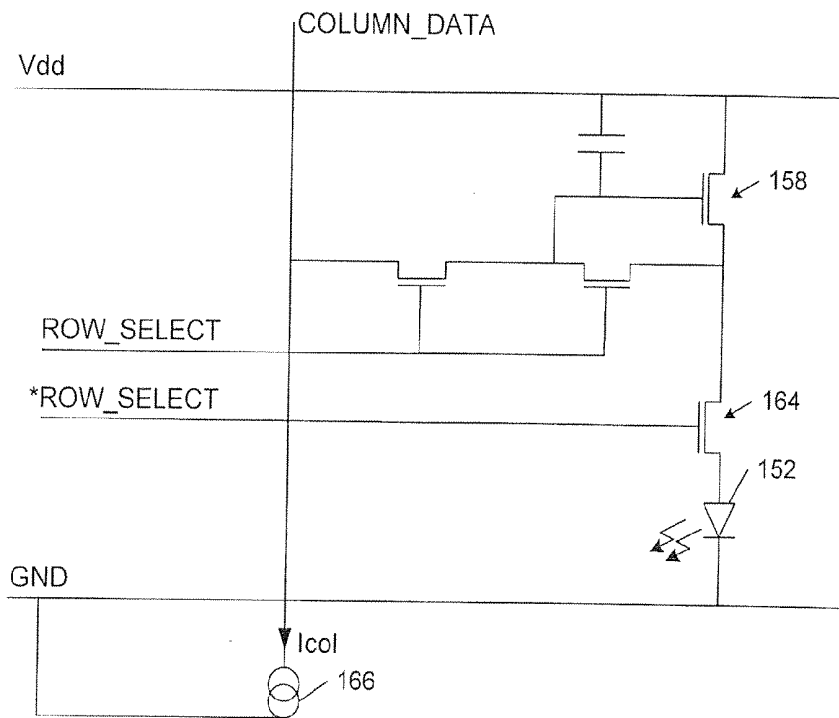 COLUMN_DATA
Vdd
158
ROW_SELECT
*ROW_SELECT
164
152
GND
Icol
166